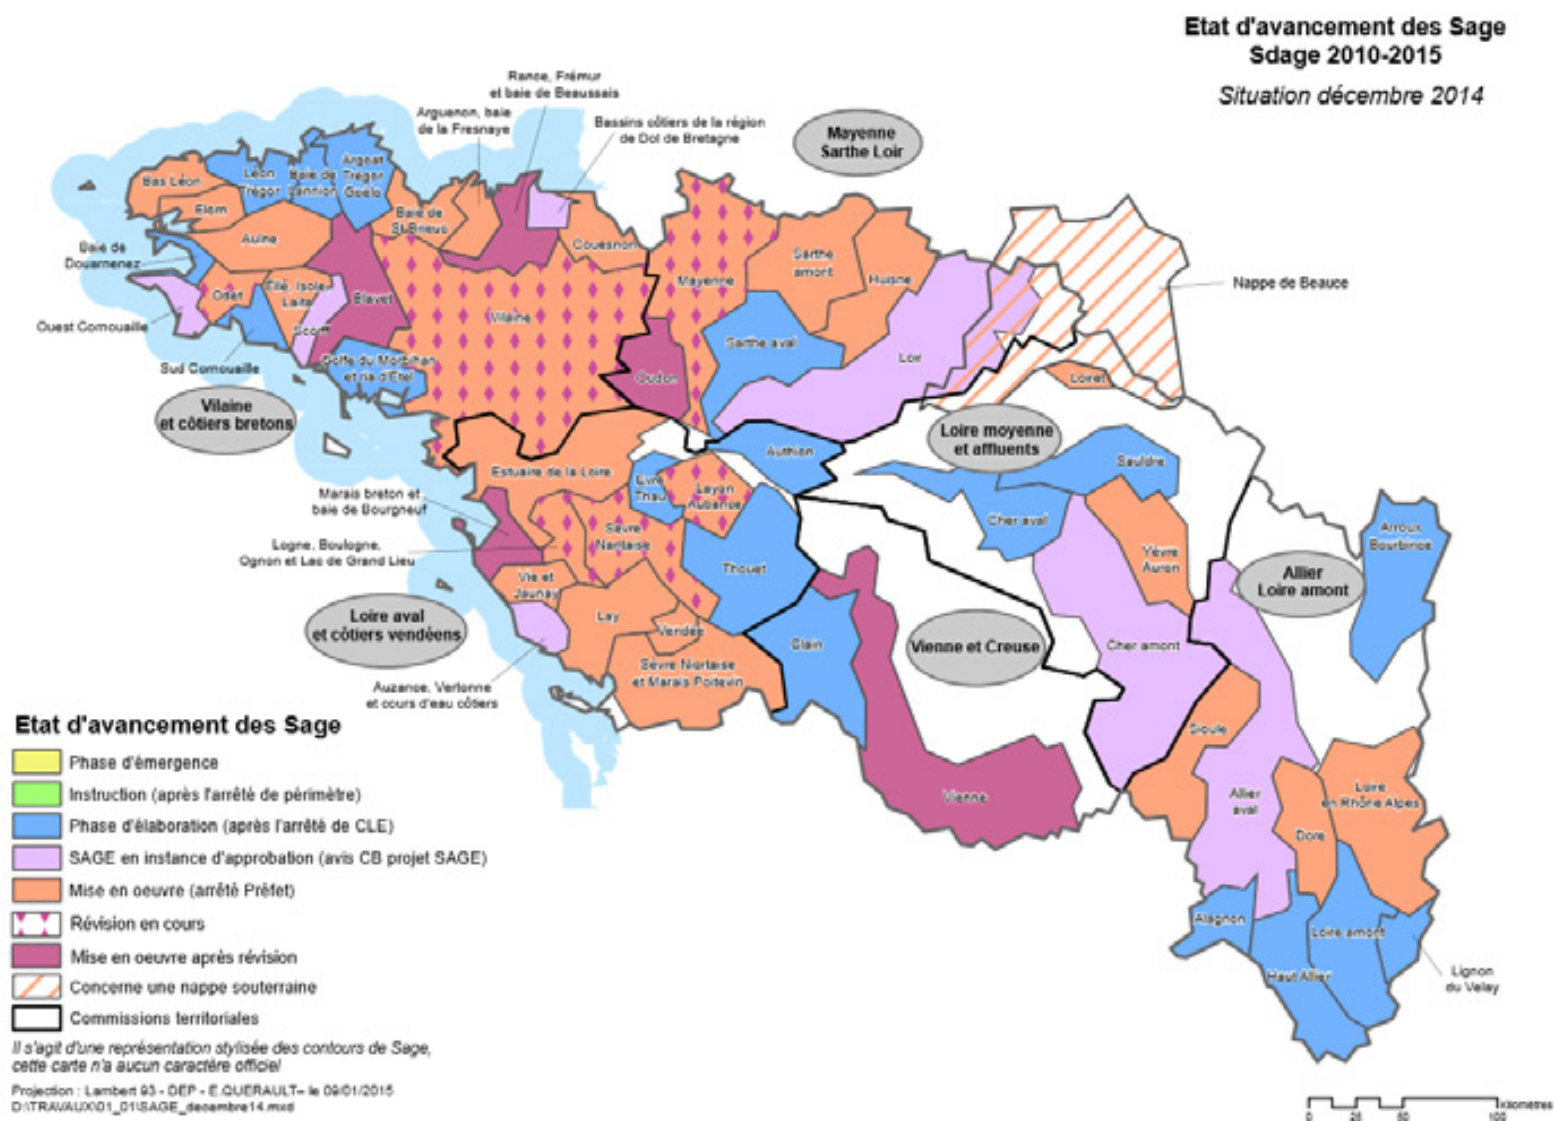 Etat d'avancement des Sage
Sdage 2010-2015
Situation décembre 2014
Rance, Frémur
et baie de Beaussais
Arguenon, baie
de la Fresnaye
Bassins côtiers de la région
de Dol de Bretagne
Mayenne
Sarthe Loir
Bas Léon
Léon
Trégor
Baie de
Lannion
Argoat
Trégor
Goëlo
Elorn
Aulne
Baie de
St Brieuc
Couesnon
Baie de
Douarnenez
Odet
Ellé, Isole
Laïta
Blavet
Scorff
Ouest Cornouaille
Sud Cornouaille
Golfe du Morbihan
et ria d'Etel
Vilaine
Mayenne
Sarthe
amont
Huisne
Sarthe aval
Oudon
Loir
Nappe de Beauce
Loiret
Vilaine
et côtiers bretons
Loire moyenne
et affluents
Authion
Sauldre
Estuaire de la Loire
Evre
Thau
Layon
Aubance
Cher aval
Marais breton et
baie de Bourgneuf
Logne, Boulogne,
Ognon et Lac de Grand Lieu
Sèvre
Nantaise
Yèvre
Auron
Arroux
Bourbince
Thouet
Vie et
Jaunay
Allier
Loire amont
Loire aval
et côtiers vendéens
Lay
Vendée
Clain
Vienne et Creuse
Cher amont
Sèvre Niortaise
et Marais Poitevin
Auzance, Vertonne
et cours d'eau côtiers
Sioule
Vienne
Allier
aval
Loire
en Rhône Alpes
Dore
Alagnon
Loire amont
Haut Allier
Lignon
du Velay
Etat d'avancement des Sage
Phase d'émergence
Instruction (après l'arrêté de périmètre)
Phase d'élaboration (après l'arrêté de CLE)
SAGE en instance d'approbation (avis CB projet SAGE)
Mise en oeuvre (arrêté Préfet)
Révision en cours
Mise en oeuvre après révision
Concerne une nappe souterraine
Commissions territoriales
Il s'agit d'une représentation stylisée des contours de Sage,
cette carte n'a aucun caractère officiel
Projection : Lambert 93 - DEP - E.QUERAULT- le 09/01/2015
D:\TRAVAUX\01_01\SAGE_decembre14.mxd
Kilomètres
0 25 50 100